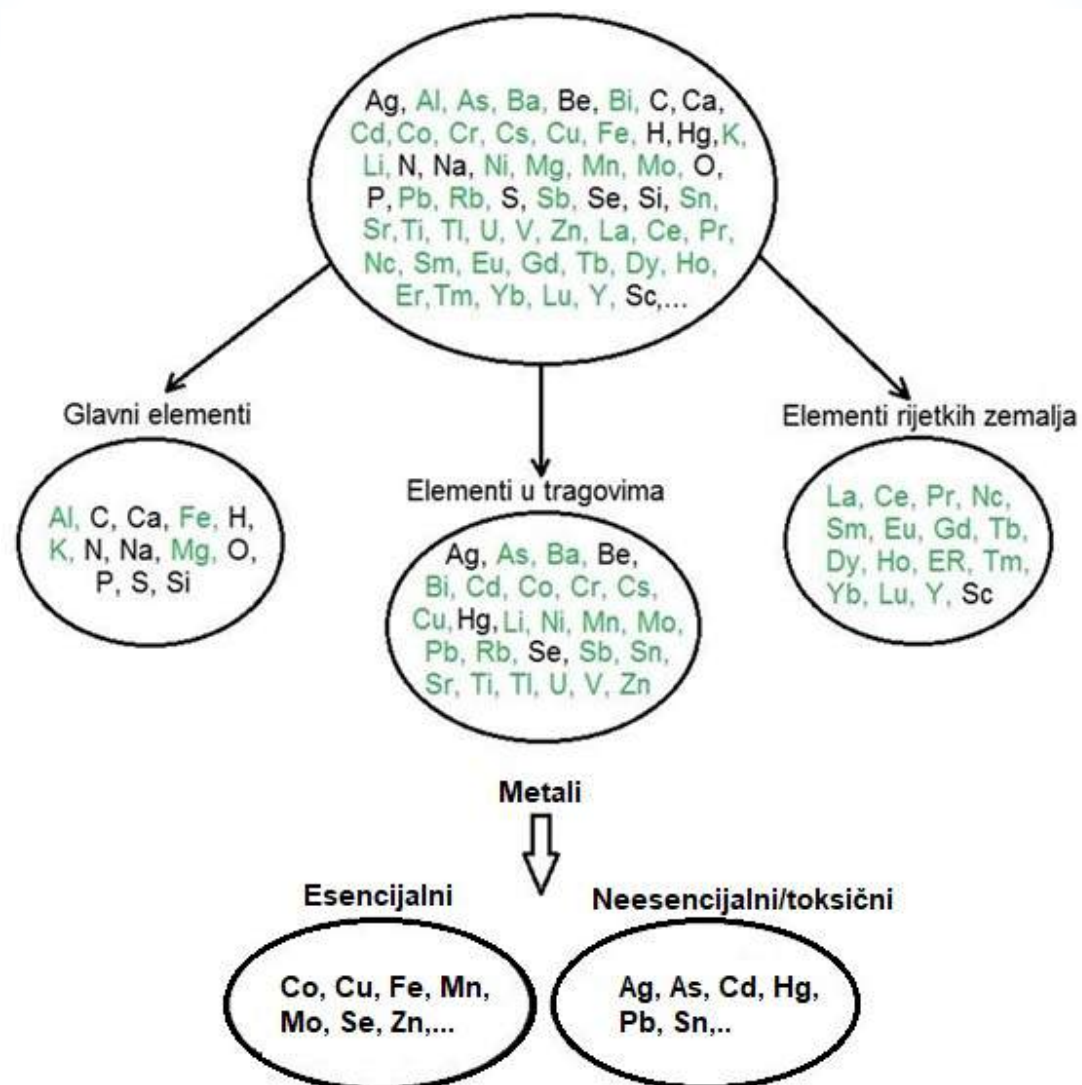 Ag, Al, As, Ba, Be, Bi, C, Ca,
Cd, Co, Cr, Cs, Cu, Fe, H, Hg, K,
Li, N, Na, Ni, Mg, Mn, Mo, O,
P, Pb, Rb, S, Sb, Se, Si, Sn,
Sr, Ti, Tl, U, V, Zn, La, Ce, Pr,
Nc, Sm, Eu, Gd, Tb, Dy, Ho,
Er, Tm, Yb, Lu, Y, Sc,...
Glavni elementi
Al, C, Ca, Fe, H,
K, N, Na, Mg, O,
P, S, Si
Elementi u tragovima
Ag, As, Ba, Be,
Bi, Cd, Co, Cr, Cs,
Cu, Hg, Li, Ni, Mn, Mo,
Pb, Rb, Se, Sb, Sn,
Sr, Ti, Tl, U, V, Zn
Elementi rijetkih zemalja
La, Ce, Pr, Nc,
Sm, Eu, Gd, Tb,
Dy, Ho, ER, Tm,
Yb, Lu, Y, Sc
Metali
Esencijalni
Co, Cu, Fe, Mn,
Mo, Se, Zn,...
Neesencijalni/toksični
Ag, As, Cd, Hg,
Pb, Sn,..